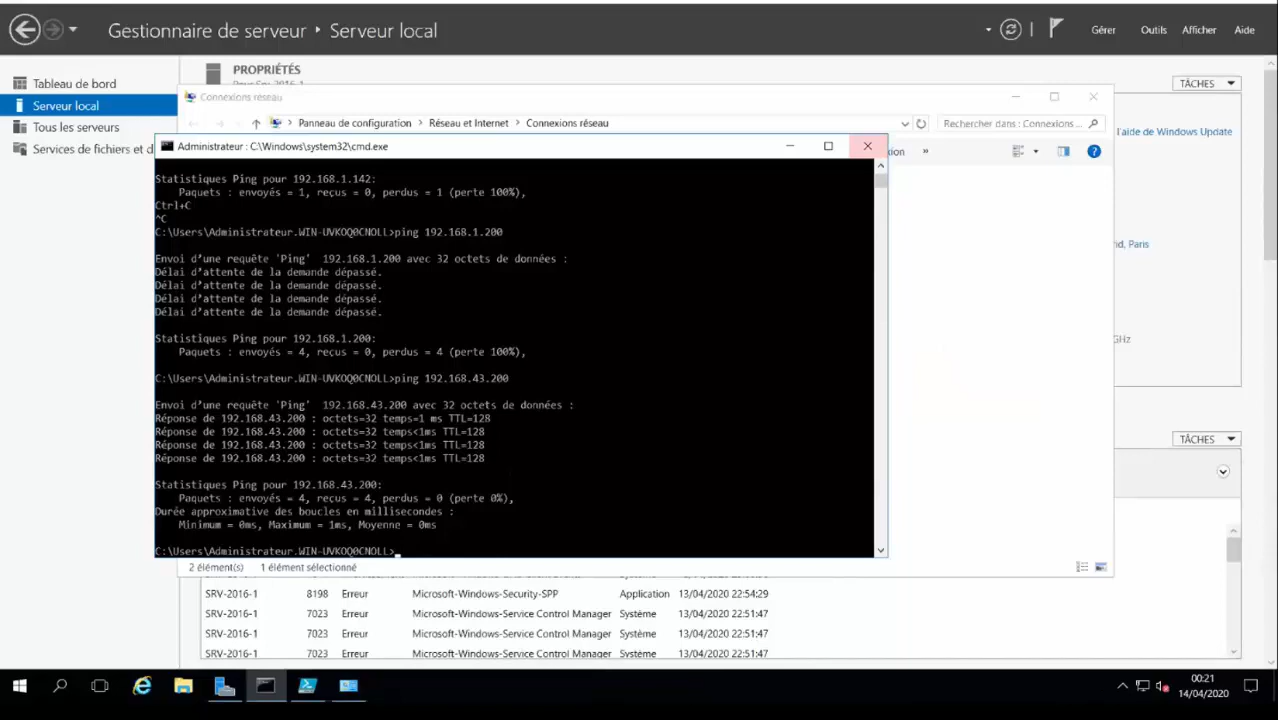 Gestionnaire de serveur ‣ Serveur local
Gérer Outils Afficher Aide
Tableau de bord
Serveur local
Tous les serveurs
Services de fichiers et d
PROPRIÉTÉS
TÂCHES
Connexions réseau
Panneau de configuration > Réseau et Internet > Connexions réseau
Rechercher dans : Connexions ...
l'aide de Windows Update
Administrateur : C:\Windows\system32\cmd.exe
Statistiques Ping pour 192.168.1.142:
Paquets : envoyés = 1, reçus = 0, perdus = 1 (perte 100%),
Ctrl+C
^C
C:\Users\Administrateur.WIN-UVKOQ0CNOLL>ping 192.168.1.200
Envoi d'une requête 'Ping' 192.168.1.200 avec 32 octets de données :
Délai d'attente de la demande dépassé.
Délai d'attente de la demande dépassé.
Délai d'attente de la demande dépassé.
Délai d'attente de la demande dépassé.
Statistiques Ping pour 192.168.1.200:
Paquets : envoyés = 4, reçus = 0, perdus = 4 (perte 100%),
C:\Users\Administrateur.WIN-UVKOQ0CNOLL>ping 192.168.43.200
Envoi d'une requête 'Ping' 192.168.43.200 avec 32 octets de données :
Réponse de 192.168.43.200 : octets=32 temps=1 ms TTL=128
Réponse de 192.168.43.200 : octets=32 temps<1ms TTL=128
Réponse de 192.168.43.200 : octets=32 temps<1ms TTL=128
Réponse de 192.168.43.200 : octets=32 temps<1ms TTL=128
Statistiques Ping pour 192.168.43.200:
Paquets : envoyés = 4, reçus = 4, perdus = 0 (perte 0%),
Durée approximative des boucles en millisecondes :
Minimum = 0ms, Maximum = 1ms, Moyenne = 0ms
C:\Users\Administrateur.WIN-UVKOQ0CNOLL>
ion »
Paris
GHz
TÂCHES
2 élément(s) 1 élément sélectionné
SRV-2016-1 8198 Erreur Microsoft-Windows-Security-SPP Application 13/04/2020 22:54:29
SRV-2016-1 7023 Erreur Microsoft-Windows-Service Control Manager Système 13/04/2020 22:51:47
SRV-2016-1 7023 Erreur Microsoft-Windows-Service Control Manager Système 13/04/2020 22:51:47
SRV-2016-1 7023 Erreur Microsoft-Windows-Service Control Manager Système 13/04/2020 22:51:47
00:21
14/04/2020